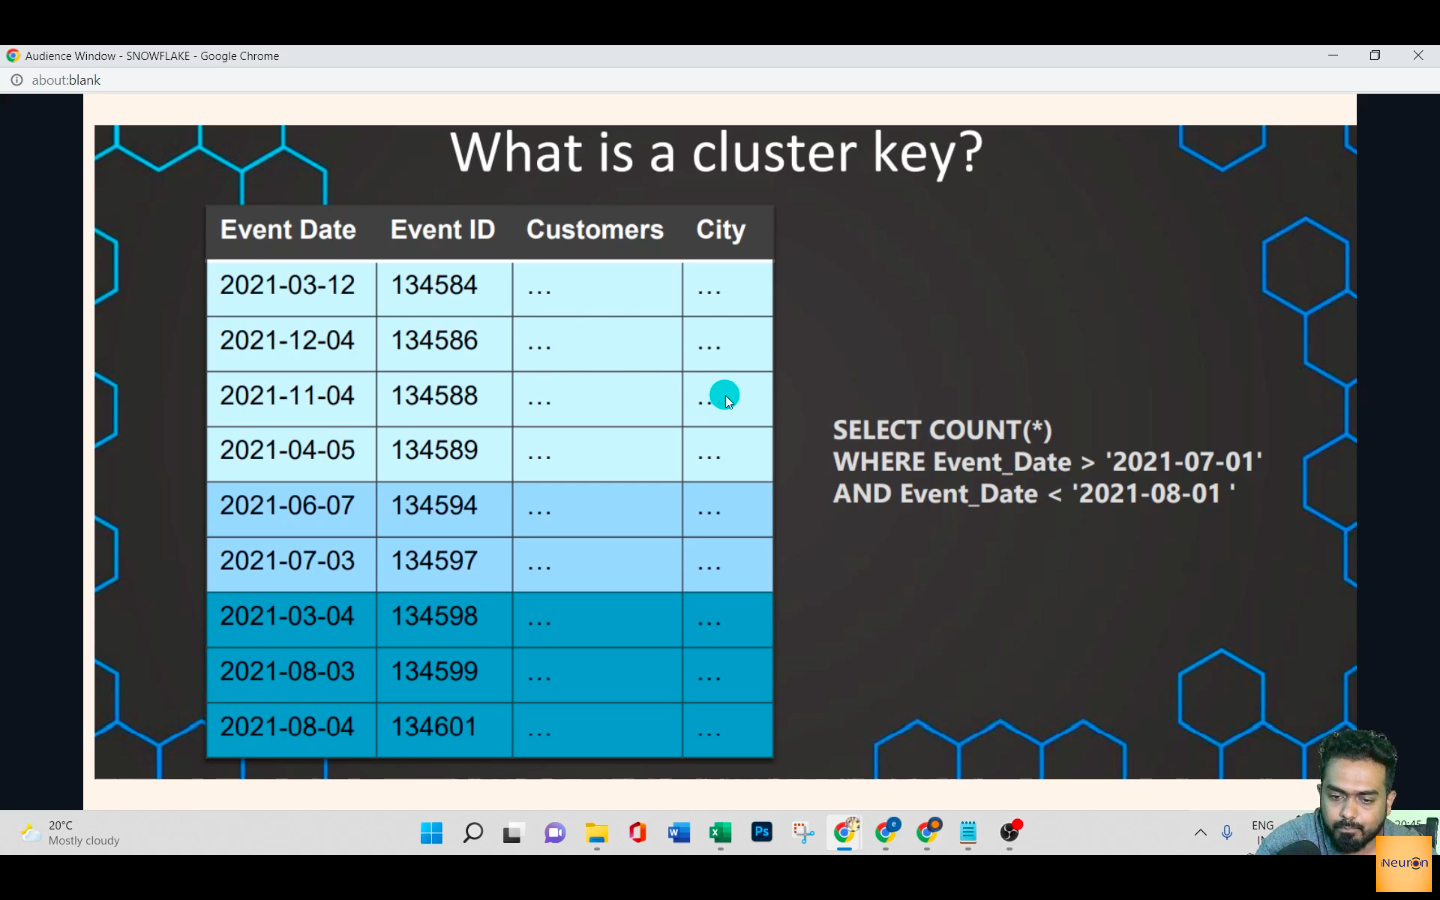 Audience Window - SNOWFLAKE - Google Chrome
about:blank
What is a cluster key?
Event Date Event ID Customers City
2021-03-12 134584 ... ...
2021-12-04 134586 ... ...
2021-11-04 134588 ... ...
2021-04-05 134589 ... ...
2021-06-07 134594 ... ...
2021-07-03 134597 ... ...
2021-03-04 134598 ... ...
2021-08-03 134599 ... ...
2021-08-04 134601 ... ...
SELECT COUNT(*)
WHERE Event_Date > '2021-07-01'
AND Event_Date < '2021-08-01 '
20°C
Mostly cloudy
Ps
ENG
20:45
Neuron